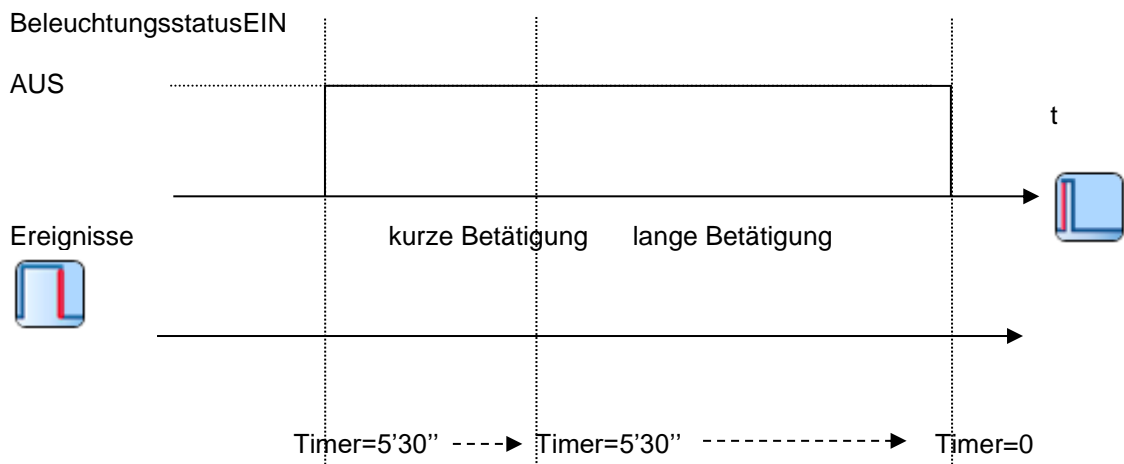 BeleuchtungsstatusEIN
AUS
t
Ereignisse kurze Betätigung lange Betätigung
Timer=5'30'' Timer=5'30'' Timer=0